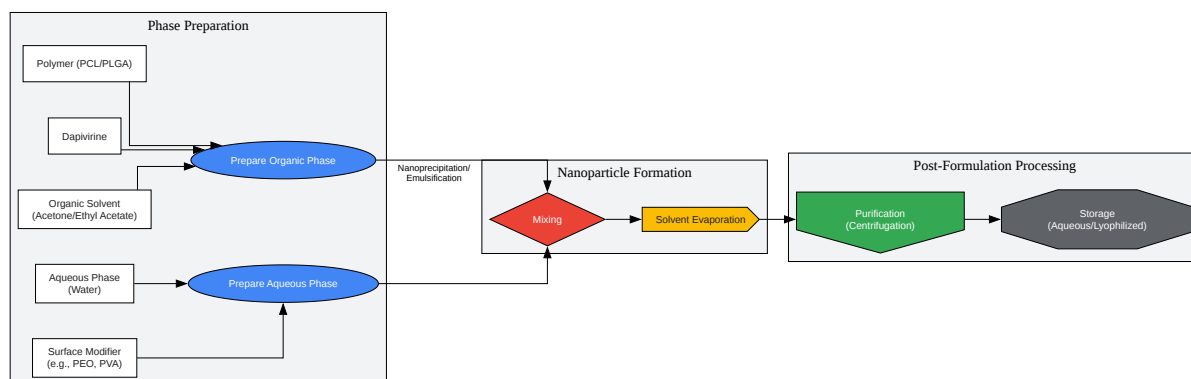 Phase Preparation
Polymer (PCL/PLGA)
Dapivirine
Prepare Organic Phase
Organic Solvent
(Acetone/Ethyl Acetate)
Aqueous Phase
(Water)
Prepare Aqueous Phase
Surface Modifier
(e.g., PEO, PVA)
Nanoprecipitation/
Emulsification
Nanoparticle Formation
Mixing
Solvent Evaporation
Post-Formulation Processing
Purification
(Centrifugation)
Storage
(Aqueous/Lyophilized)